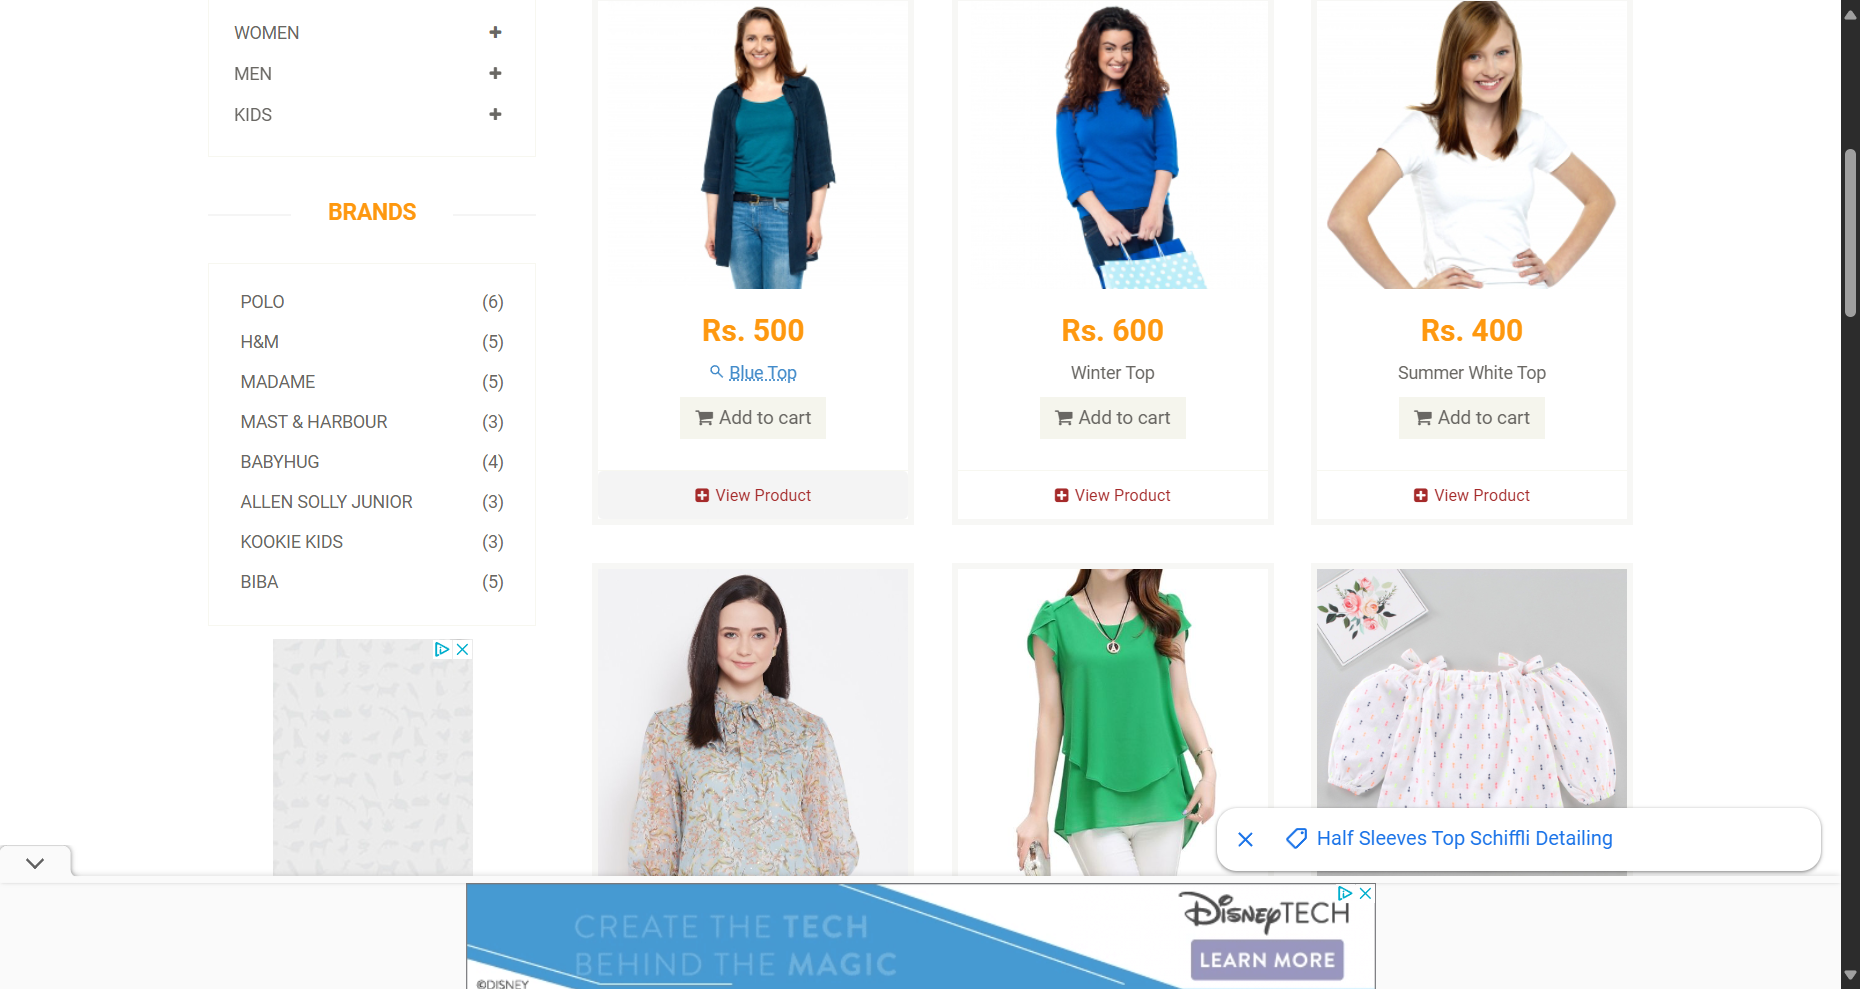 WOMEN
MEN
KIDS
BRANDS
POLO (6)
H&M (5)
MADAME (5)
MAST & HARBOUR (3)
BABYHUG (4)
ALLEN SOLLY JUNIOR (3)
KOOKIE KIDS (3)
BIBA (5)
Rs. 500
Blue Top
Add to cart
View Product
Rs. 600
Winter Top
Add to cart
View Product
Rs. 400
Summer White Top
Add to cart
View Product
Half Sleeves Top Schiffli Detailing
CREATE THE TECH
BEHIND THE MAGIC
©DISNEY
DISNEYTECH
LEARN MORE